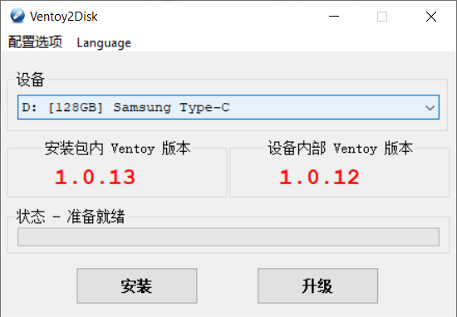 Ventoy2Disk
配置选项 Language
设备
D: [128GB] Samsung Type-C
安装包内 Ventoy 版本 设备内部 Ventoy 版本
1.0.13 1.0.12
状态 - 准备就绪
安装 升级